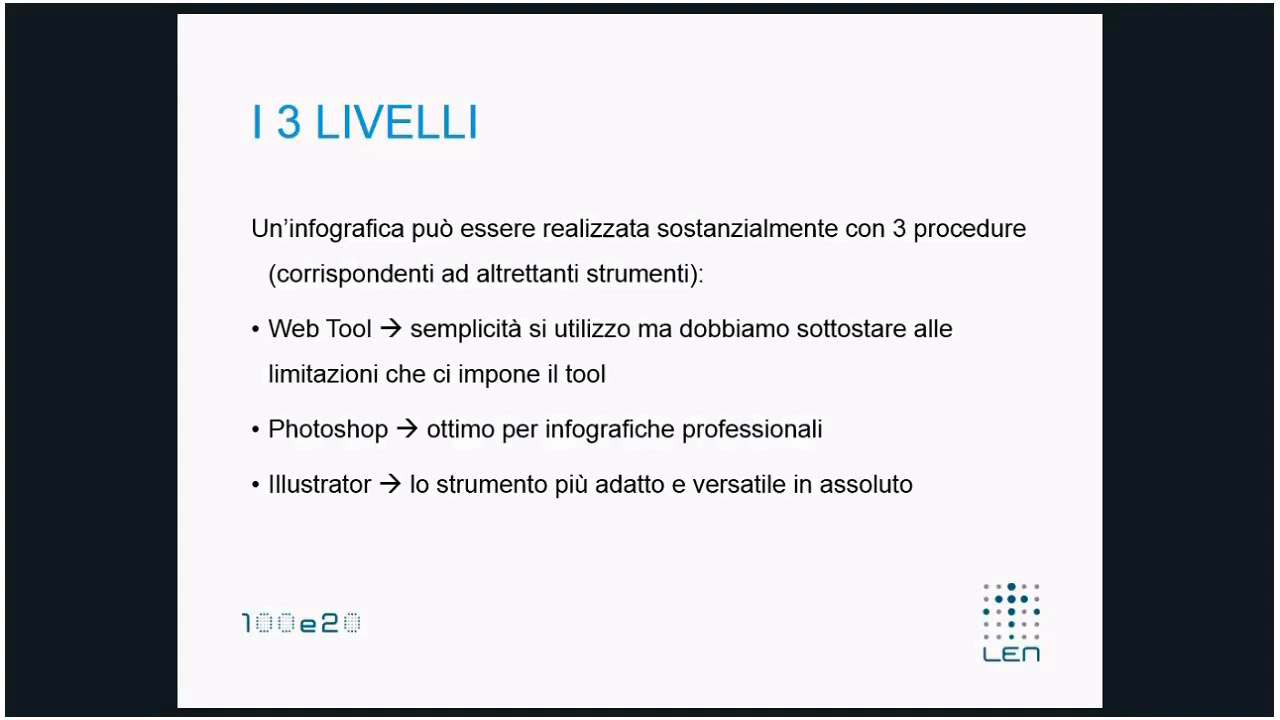 I 3 LIVELLI
Un’infografica può essere realizzata sostanzialmente con 3 procedure
(corrispondenti ad altrettanti strumenti):
• Web Tool → semplicità si utilizzo ma dobbiamo sottostare alle
limitazioni che ci impone il tool
• Photoshop → ottimo per infografiche professionali
• Illustrator → lo strumento più adatto e versatile in assoluto
100e20
LEN